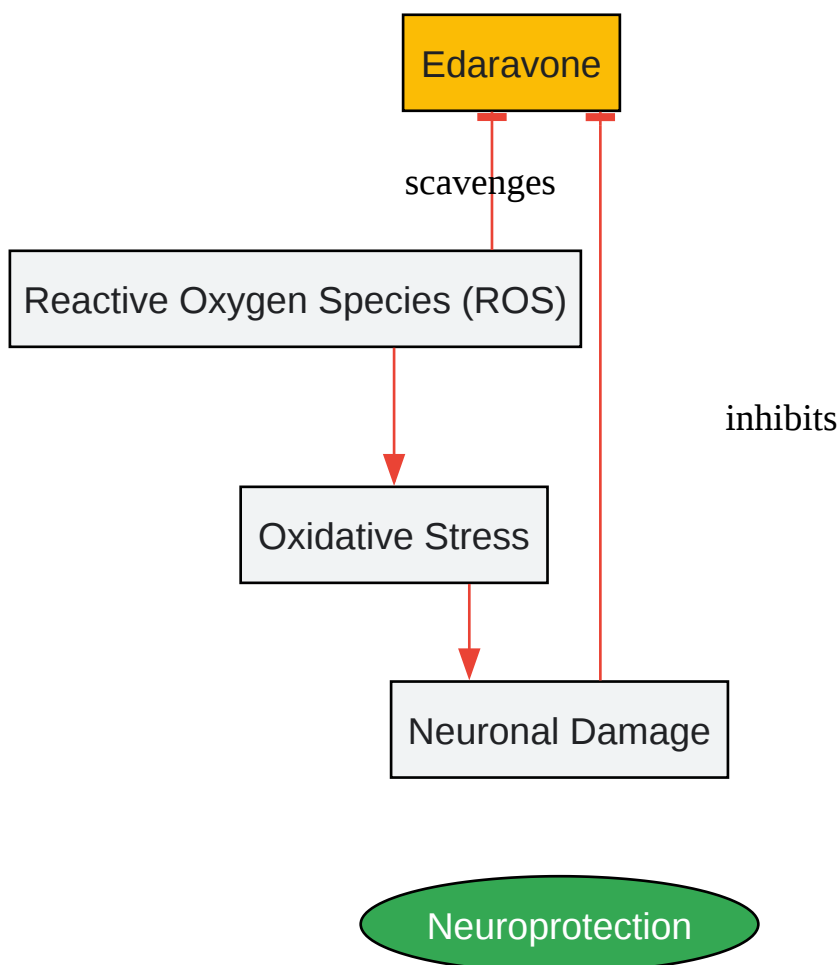 Edaravone
scavenges
Reactive Oxygen Species (ROS)
inhibits
Oxidative Stress
Neuronal Damage
Neuroprotection